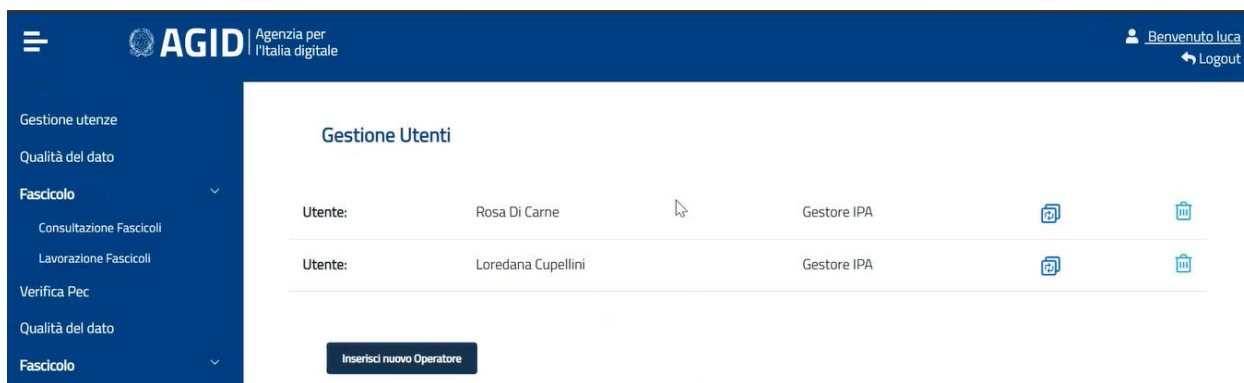 AGID
Agenzia per
l'Italia digitale
Benvenuto luca
Logout
Gestione utenze
Qualità del dato
Fascicolo
Consultazione Fascicoli
Lavorazione Fascicoli
Verifica Pec
Qualità del dato
Fascicolo
Gestione Utenti
Utente: Rosa Di Carne Gestore IPA
Utente: Loredana Cupellini Gestore IPA
Inserisci nuovo Operatore